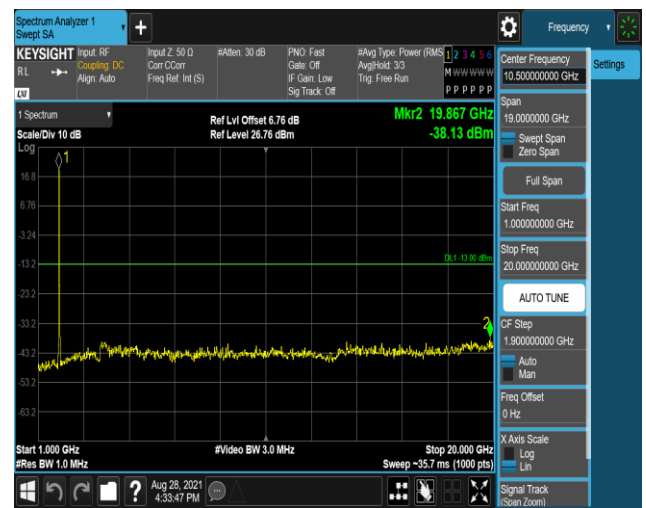 Spectrum Analyzer 1
Swept SA
+
Frequency
Settings
KEYSIGHT
RL
Input: RF
Coupling: DC
Align: Auto
Input Z: 50 Ω
Corr CCorr
Freq Ref: Int (S)
#Atten: 30 dB
PNO: Fast
Gate: Off
IF Gain: Low
Sig Track: Off
#Avg Type: Power (RMS
Avg|Hold: 3/3
Trig: Free Run
1 2 3 4 5 6
M W W W W W
P P P P P P
LXI
1 Spectrum
Scale/Div 10 dB
Log
Ref Lvl Offset 6.76 dB
Ref Level 26.76 dBm
Mkr2 19.867 GHz
-38.13 dBm
1
16.8
6.76
-3.24
-13.2
DL1 -13.00 dBm
-23.2
-33.2
2
-43.2
-53.2
-63.2
Start 1.000 GHz
#Res BW 1.0 MHz
#Video BW 3.0 MHz
Stop 20.000 GHz
Sweep ~35.7 ms (1000 pts)
Center Frequency
10.500000000 GHz
Span
19.0000000 GHz
Swept Span
Zero Span
Full Span
Start Freq
1.000000000 GHz
Stop Freq
20.000000000 GHz
AUTO TUNE
CF Step
1.900000000 GHz
Auto
Man
Freq Offset
0 Hz
X Axis Scale
Log
Lin
Signal Track
(Span Zoom)
?
Aug 28, 2021
4:33:47 PM